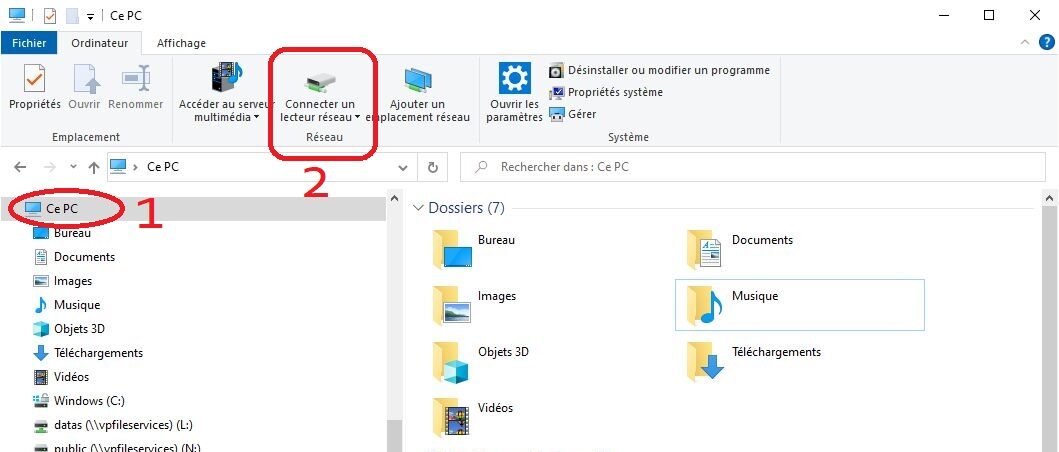 Ce PC
Fichier
Ordinateur
Affichage
Propriétés
Ouvrir
Renommer
Emplacement
Accéder au serveur
multimédia
Connecter un
lecteur réseau
Ajouter un
emplacement réseau
Réseau
Ouvrir les
paramètres
Désinstaller ou modifier un programme
Propriétés système
Gérer
Système
Ce PC
Rechercher dans : Ce PC
2
Ce PC
1
Bureau
Documents
Images
Musique
Objets 3D
Téléchargements
Vidéos
Windows (C:)
datas (\\vpfileservices) (L:)
public (\\vpfileservices) (N:)
Dossiers (7)
Bureau
Documents
Images
Musique
Objets 3D
Téléchargements
Vidéos